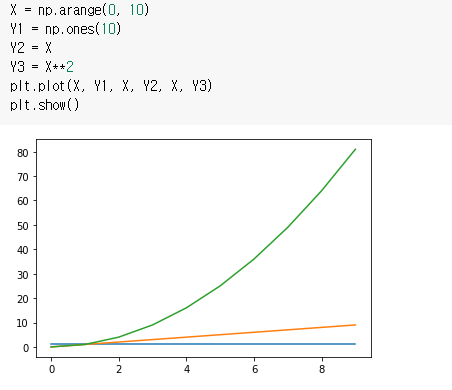 X = np.arange(0, 10)
Y1 = np.ones(10)
Y2 = X
Y3 = X**2
plt.plot(X, Y1, X, Y2, X, Y3)
plt.show()
80
70
60
50
40
30
20
10
0
0 2 4 6 8